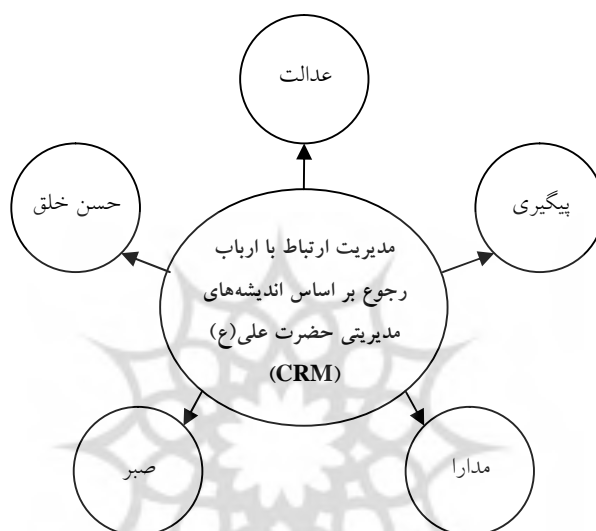 عدالت
پیگیری
حسن خلق
مدیریت ارتباط با ارباب
رجوع بر اساس اندیشه‌های
مدیریتی حضرت علی(ع)
(CRM)
مدارا
صبر